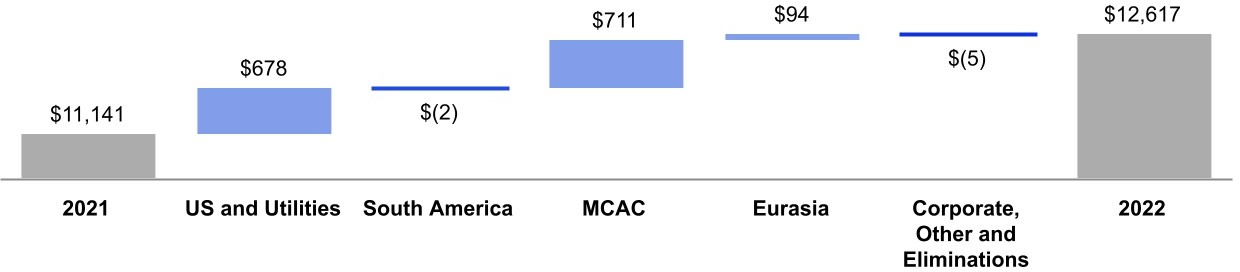 $11,141
$678
$(2)
$711
$94
$(5)
$12,617
2021
US and Utilities
South America
MCAC
Eurasia
Corporate,
Other and
Eliminations
2022